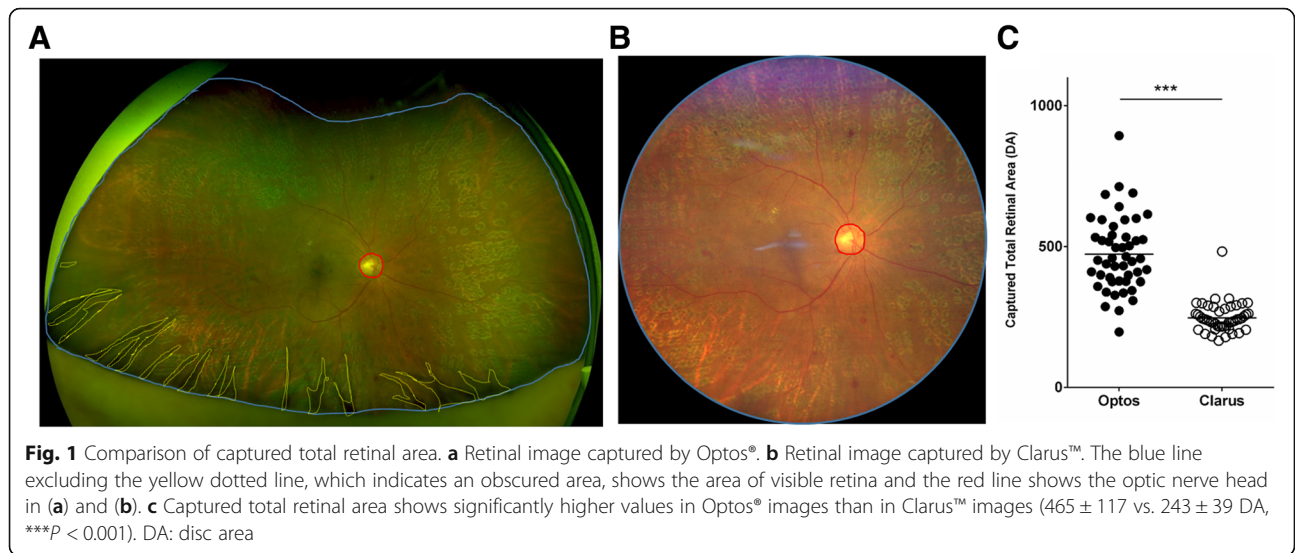 A
B
C
Captured Total Retinal Area (DA)
1000
500
0
***
Optos
Clarus
Fig. 1 Comparison of captured total retinal area. a Retinal image captured by Optos®. b Retinal image captured by Clarus™. The blue line
excluding the yellow dotted line, which indicates an obscured area, shows the area of visible retina and the red line shows the optic nerve head
in (a) and (b). c Captured total retinal area shows significantly higher values in Optos® images than in Clarus™ images (465 ± 117 vs. 243 ± 39 DA,
***P < 0.001). DA: disc area